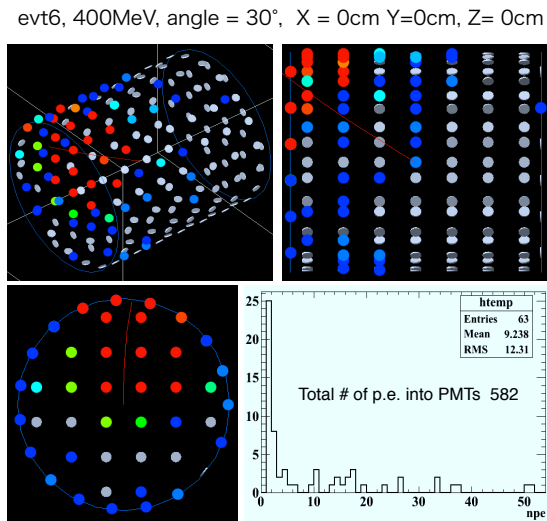 evt6, 400MeV, angle = 30°, X = 0cm Y=0cm, Z= 0cm
htemp
Entries 63
Mean 9.238
RMS 12.31
Total # of p.e. into PMTs 582
25
20
15
10
5
0
0 10 20 30 40 50
npe